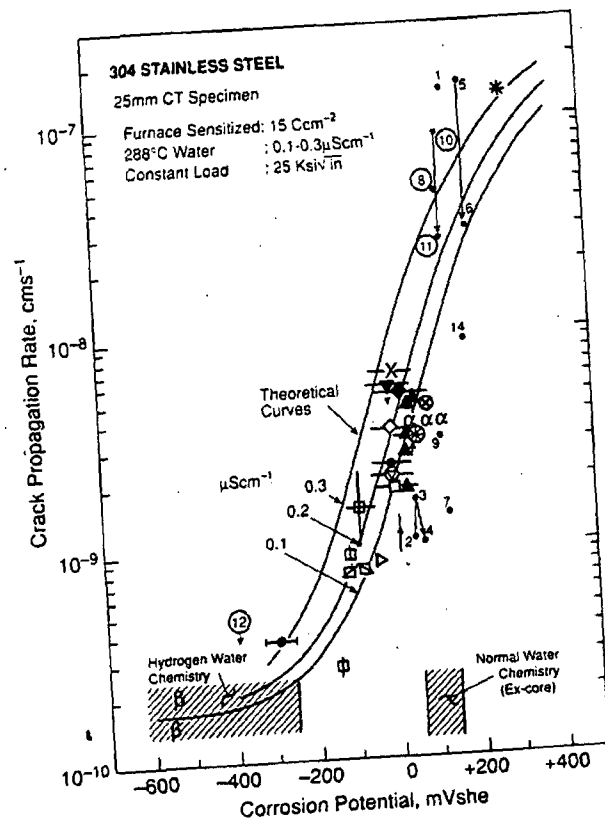 304 STAINLESS STEEL
25mm CT Specimen
Furnace Sensitized: 15 Ccm⁻²
288°C Water : 0.1-0.3μScm⁻¹
Constant Load : 25 Ksi√in
Crack Propagation Rate, cms⁻¹
10⁻⁷
10⁻⁸
10⁻⁹
10⁻¹⁰
1
5
10
8
6
11
14
X
Theoretical
Curves
α α α
9
μScm⁻¹
0.3
3
7
0.2
2
4
0.1
12
Hydrogen Water
Chemistry
Normal Water
Chemistry
(Ex-core)
β
β
−600 −400 −200 0 +200 +400
Corrosion Potential, mVshe